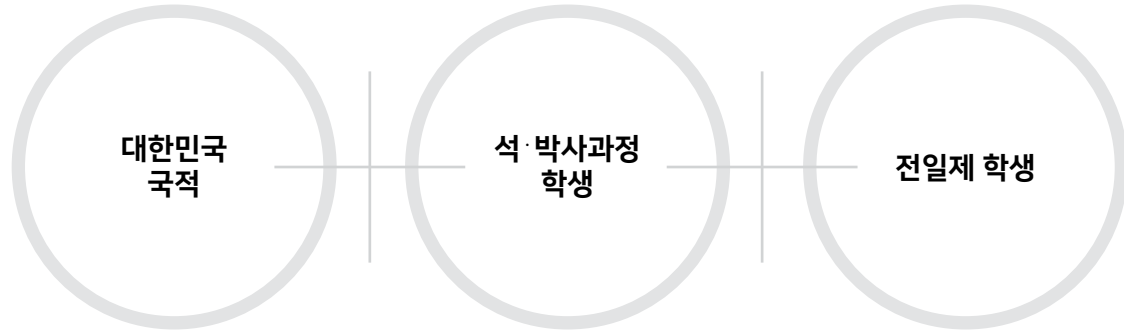 대한민국
국적
석·박사과정
학생
전일제 학생